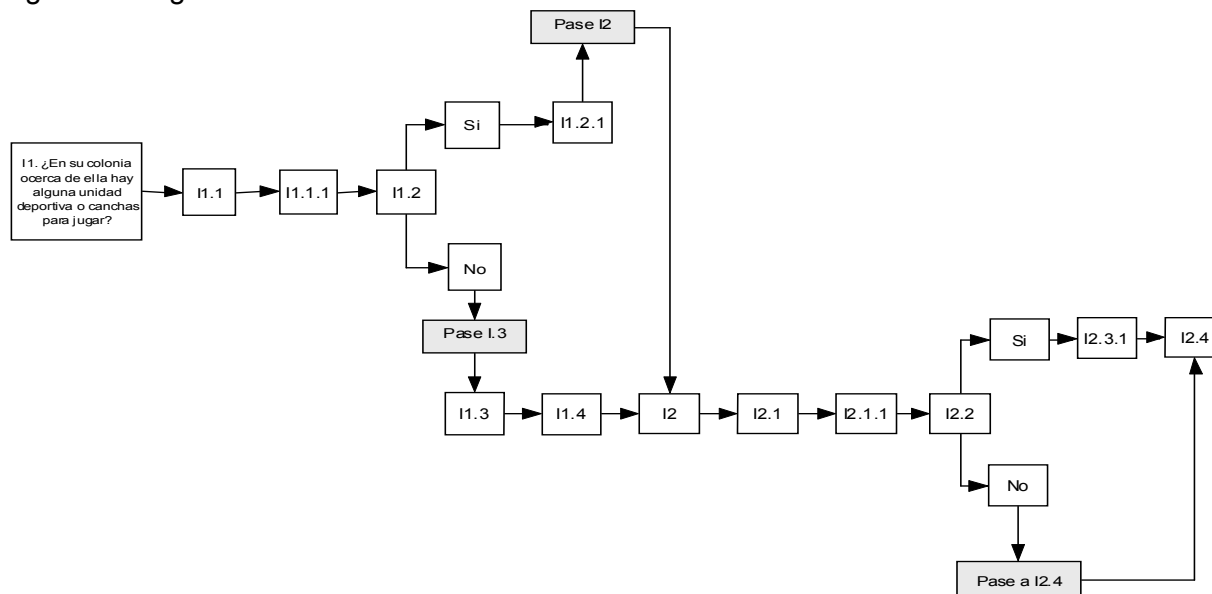 Pase I2
Si
I1.2.1
I1. ¿En su colonia
ocerca de ella hay
alguna unidad
deportiva o canchas
para jugar?
I1.1
I1.1.1
I1.2
No
Pase I.3
I1.3
I1.4
I2
I2.1
I2.1.1
I2.2
Si
I2.3.1
I2.4
No
Pase a I2.4